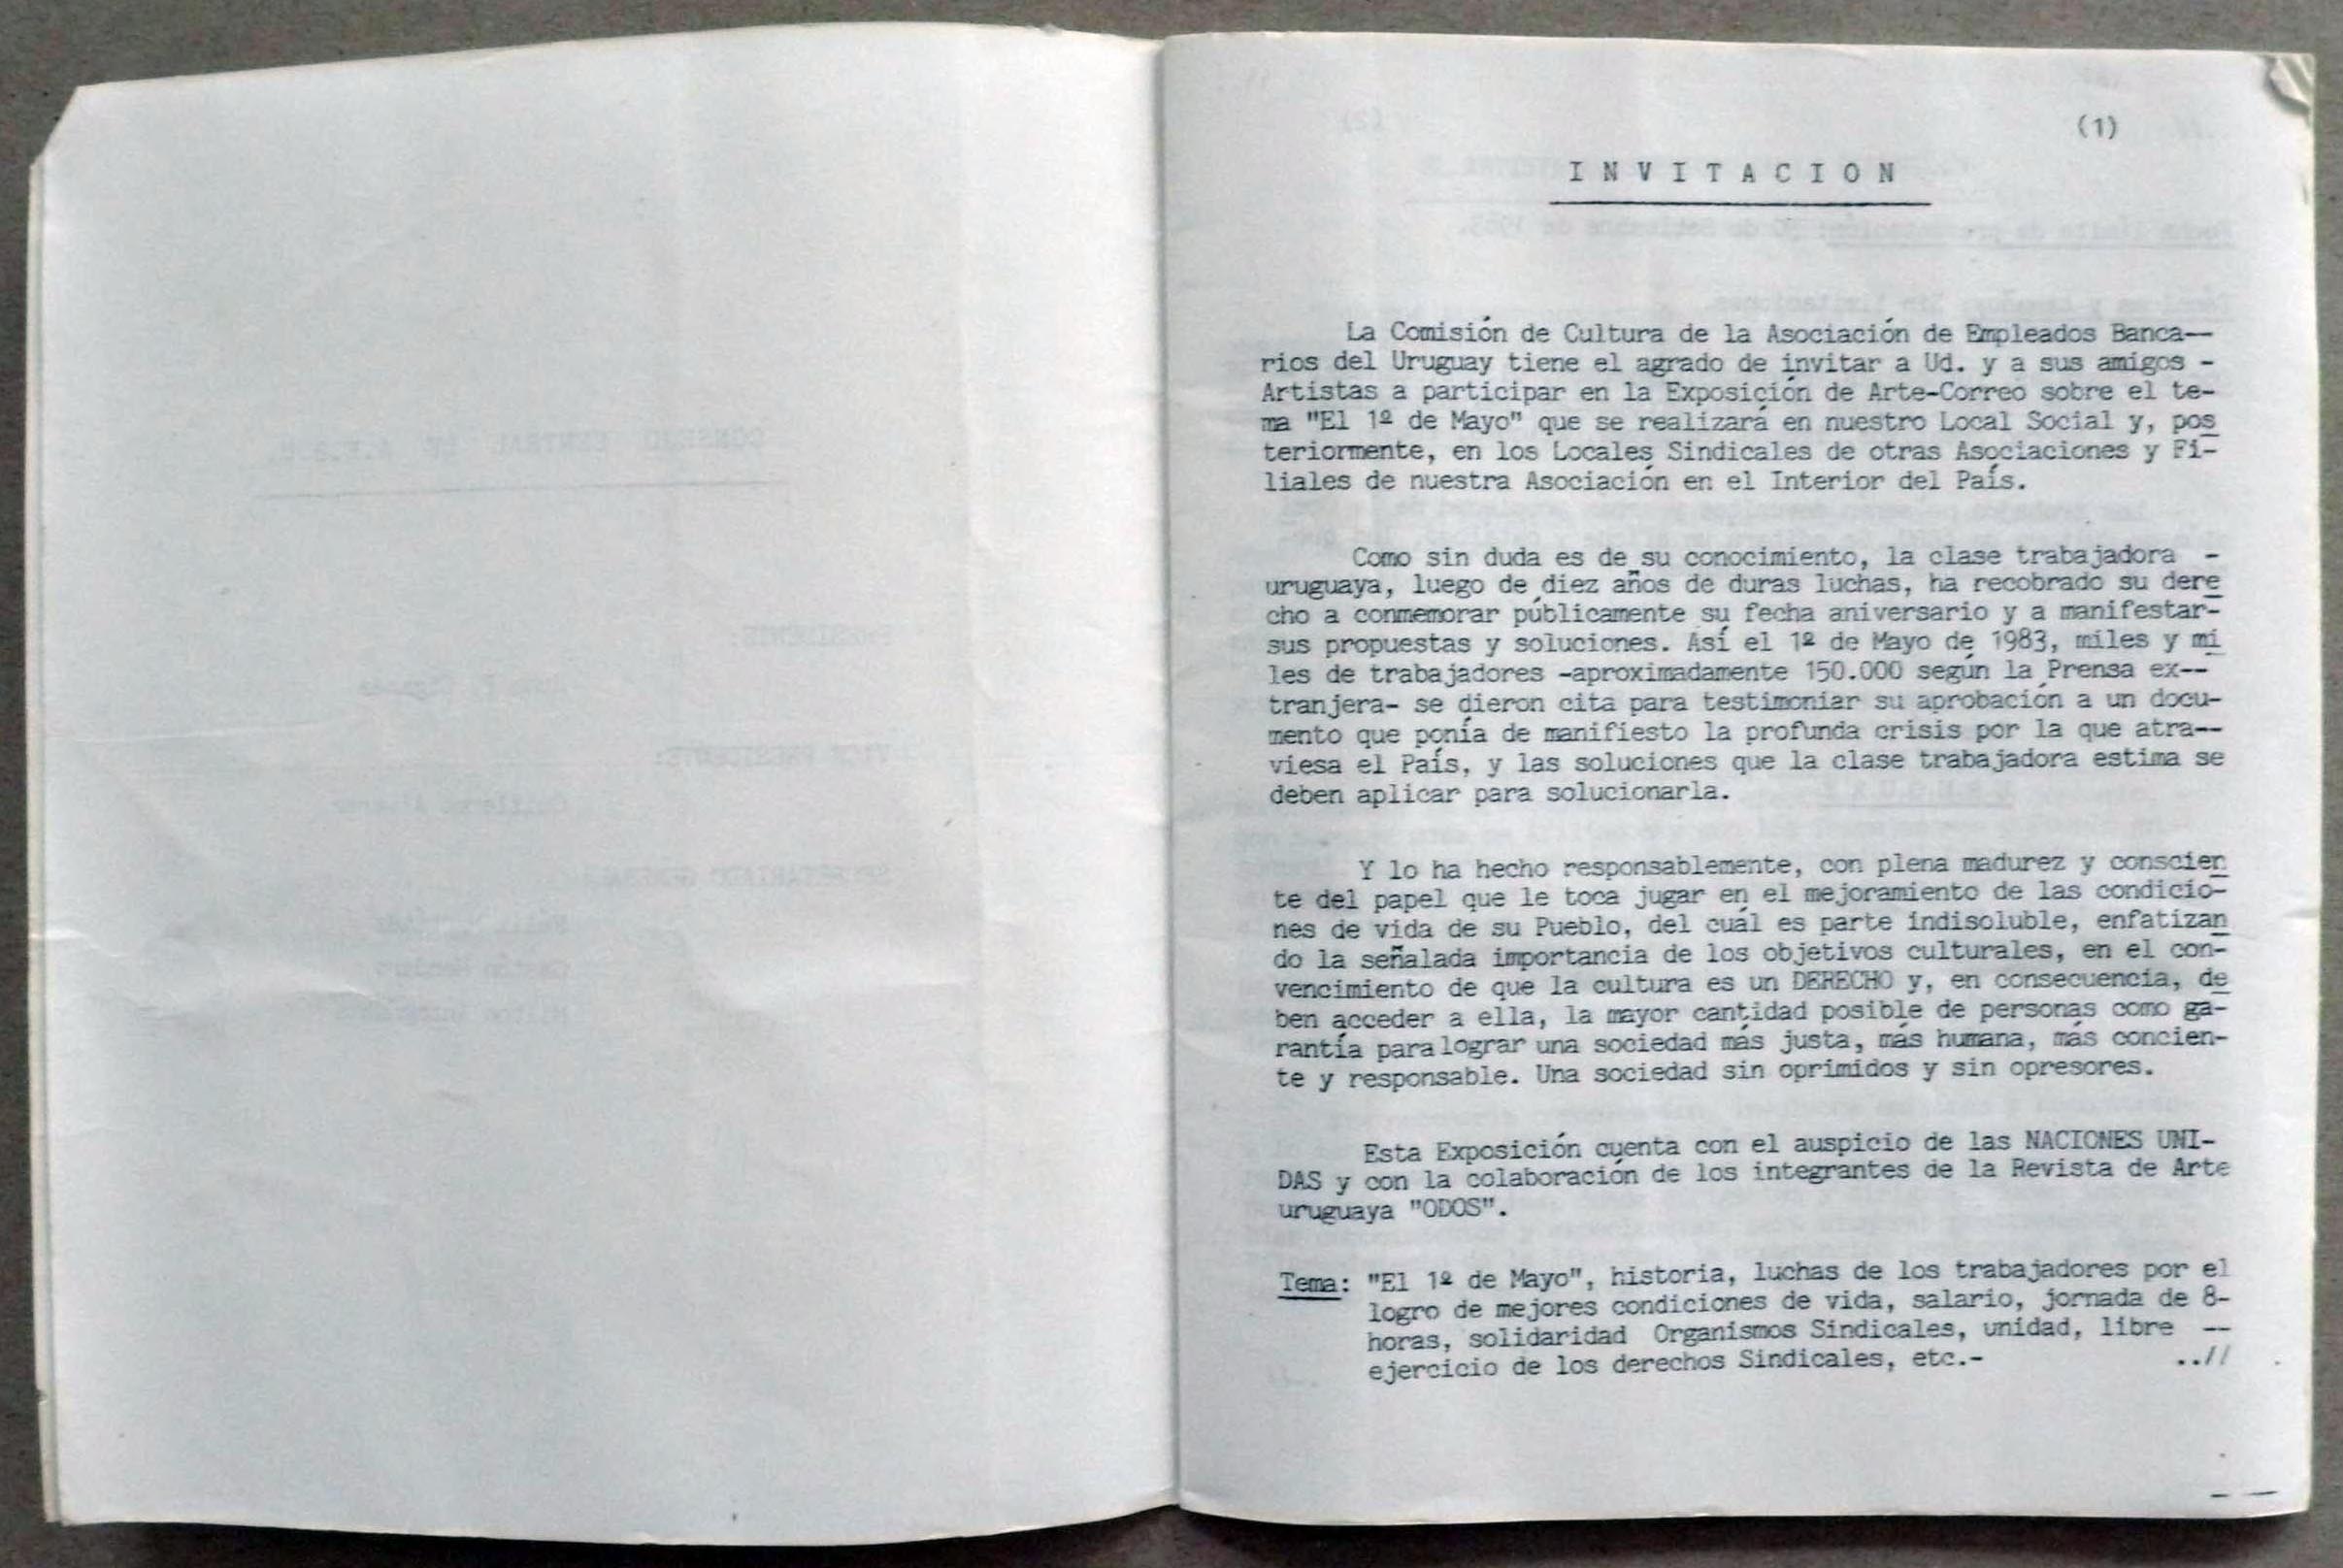 (1)
I N V I T A C I O N
La Comisión de Cultura de la Asociación de Empleados Banca--
rios del Uruguay tiene el agrado de invitar a Ud. y a sus amigos -
Artistas a participar en la Exposición de Arte-Correo sobre el te-
ma "El 1º de Mayo" que se realizará en nuestro Local Social y, pos
teriormente, en los Locales Sindicales de otras Asociaciones y Fi-
liales de nuestra Asociación en el Interior del País.
Como sin duda es de su conocimiento, la clase trabajadora -
uruguaya, luego de diez años de duras luchas, ha recobrado su dere
cho a conmemorar públicamente su fecha aniversario y a manifestar-
sus propuestas y soluciones. Así el 1º de Mayo de 1983, miles y mi
les de trabajadores -aproximadamente 150.000 según la Prensa ex--
tranjera- se dieron cita para testimoniar su aprobación a un docu-
mento que ponía de manifiesto la profunda crisis por la que atra--
viesa el País, y las soluciones que la clase trabajadora estima se
deben aplicar para solucionarla.
Y lo ha hecho responsablemente, con plena madurez y conscien
te del papel que le toca jugar en el mejoramiento de las condicio-
nes de vida de su Pueblo, del cuál es parte indisoluble, enfatizan
do la señalada importancia de los objetivos culturales, en el con-
vencimiento de que la cultura es un DERECHO y, en consecuencia, de
ben acceder a ella, la mayor cantidad posible de personas como ga-
rantía para lograr una sociedad más justa, más humana, más concien-
te y responsable. Una sociedad sin oprimidos y sin opresores.
Esta Exposición cuenta con el auspicio de las NACIONES UNI-
DAS y con la colaboración de los integrantes de la Revista de Arte
uruguaya "ODOS".
Tema: "El 1º de Mayo", historia, luchas de los trabajadores por el
logro de mejores condiciones de vida, salario, jornada de 8-
horas, solidaridad Organismos Sindicales, unidad, libre --
ejercicio de los derechos Sindicales, etc.- ..//